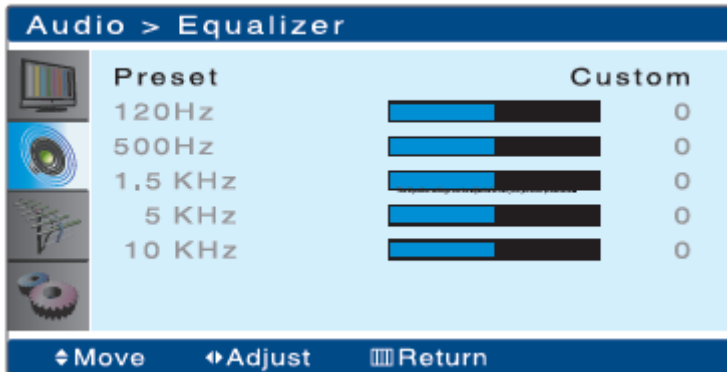 Audio > Equalizer
Preset Custom
120Hz 0
500Hz 0
1.5 KHz 0
5 KHz 0
10 KHz 0
Move Adjust Return